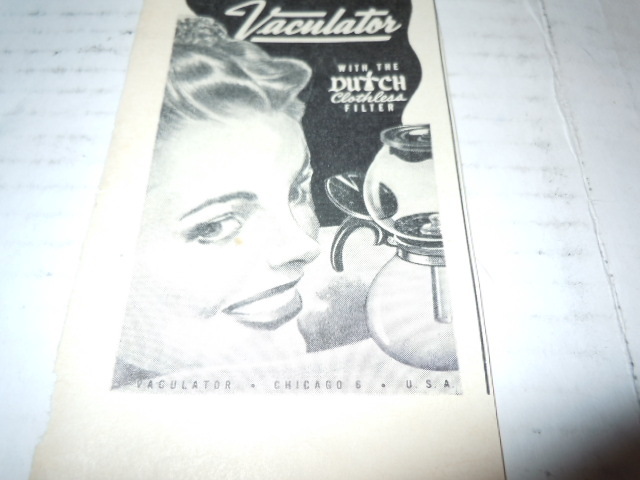 Vaculator
WITH THE
DUTCH
Clothless
FILTER
VACULATOR • CHICAGO 6 • U.S.A.